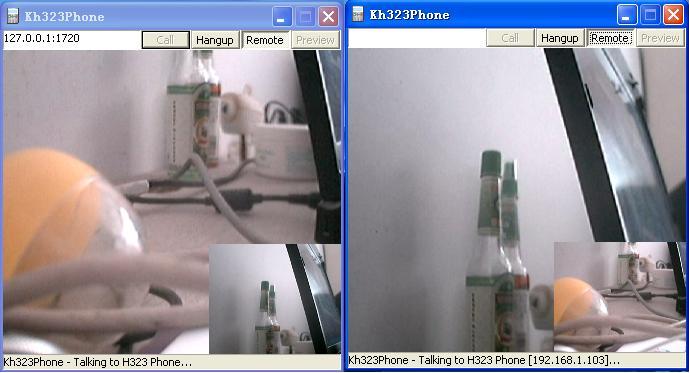 Kh323Phone
127.0.0.1:1720 Call Hangup Remote Preview
Kh323Phone - Talking to H323 Phone...
Kh323Phone
Call Hangup Remote Preview
Kh323Phone - Talking to H323 Phone [192.168.1.103]...